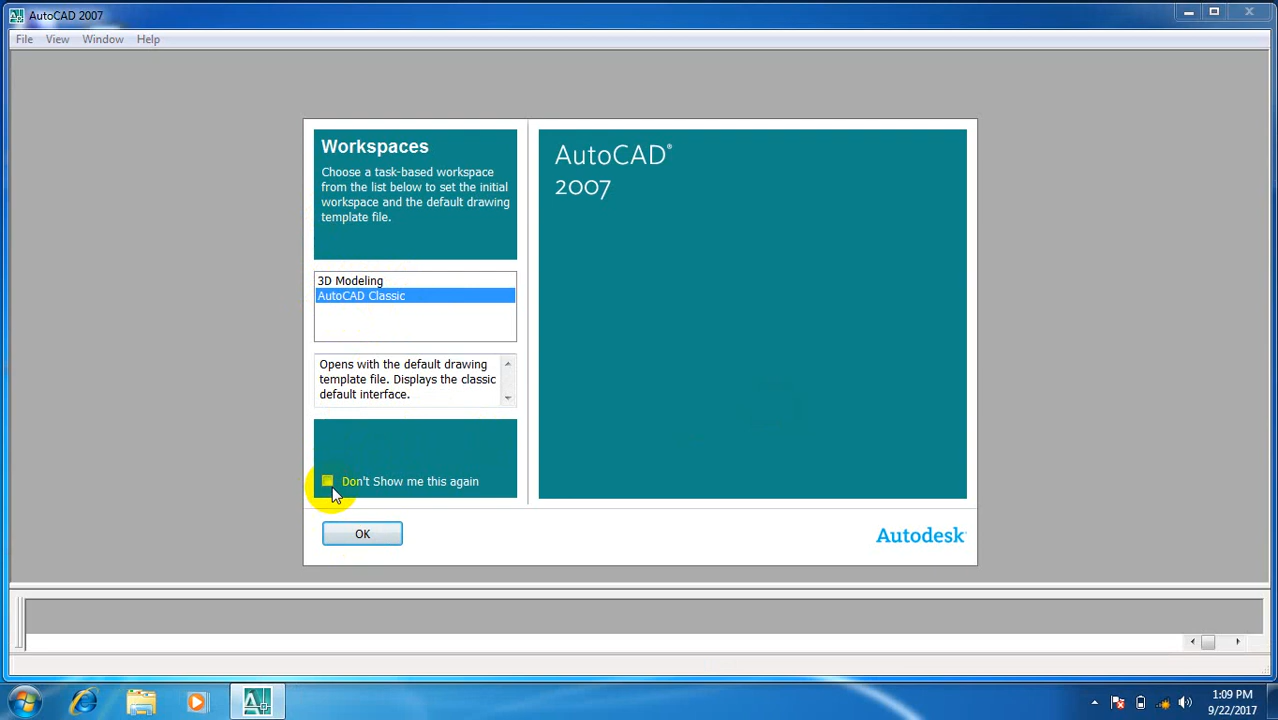 AutoCAD 2007
File View Window Help
Workspaces
Choose a task-based workspace
from the list below to set the initial
workspace and the default drawing
template file.
3D Modeling
AutoCAD Classic
Opens with the default drawing
template file. Displays the classic
default interface.
Don't Show me this again
OK
AutoCAD®
2007
Autodesk
1:09 PM
9/22/2017